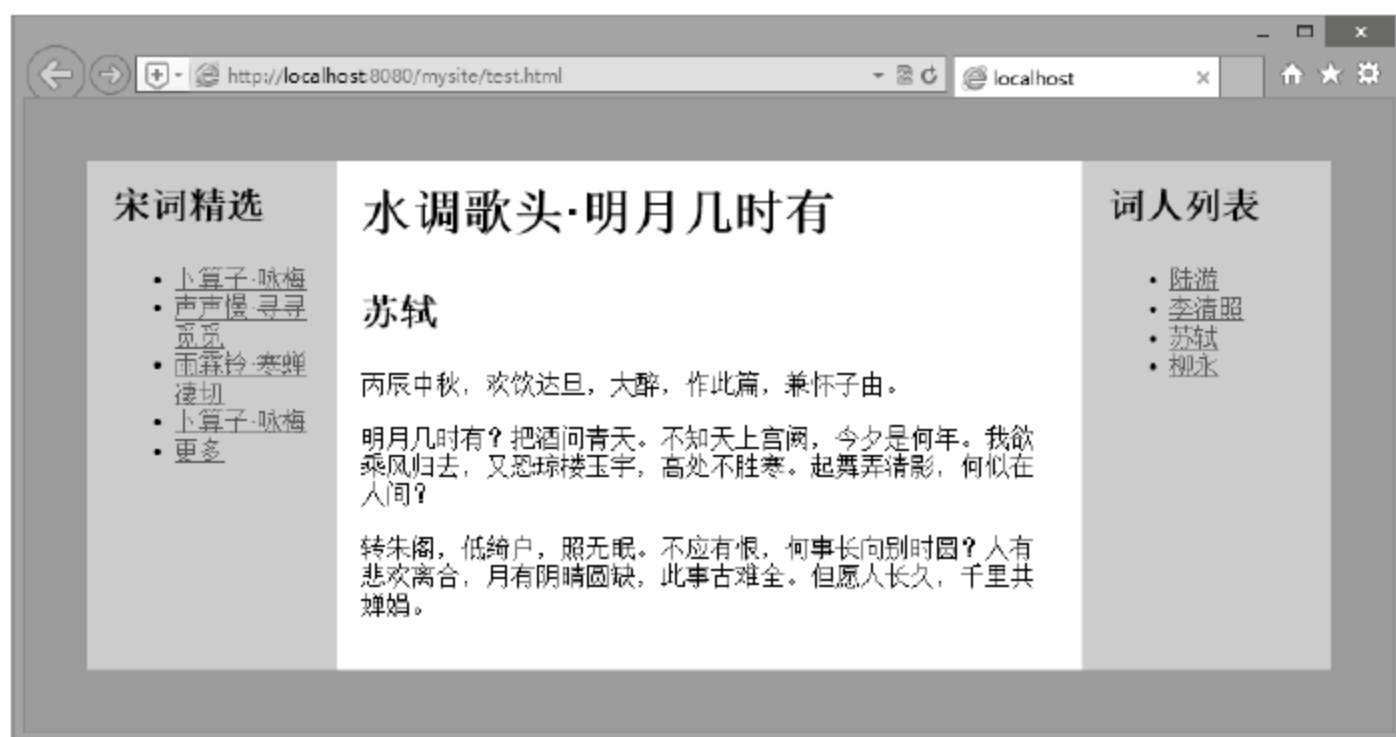 http://localhost:8080/mysite/test.html
localhost
宋词精选
卜算子·咏梅
声声慢·寻寻
觅觅
雨霖铃·寒蝉
凄切
卜算子·咏梅
更多
水调歌头·明月几时有
苏轼
丙辰中秋，欢饮达旦，大醉，作此篇，兼怀子由。
明月几时有？把酒问青天。不知天上宫阙，今夕是何年。我欲
乘风归去，又恐琼楼玉宇，高处不胜寒。起舞弄清影，何似在
人间？
转朱阁，低绮户，照无眠。不应有恨，何事长向别时圆？人有
悲欢离合，月有阴晴圆缺，此事古难全。但愿人长久，千里共
婵娟。
词人列表
陆游
李清照
苏轼
柳永